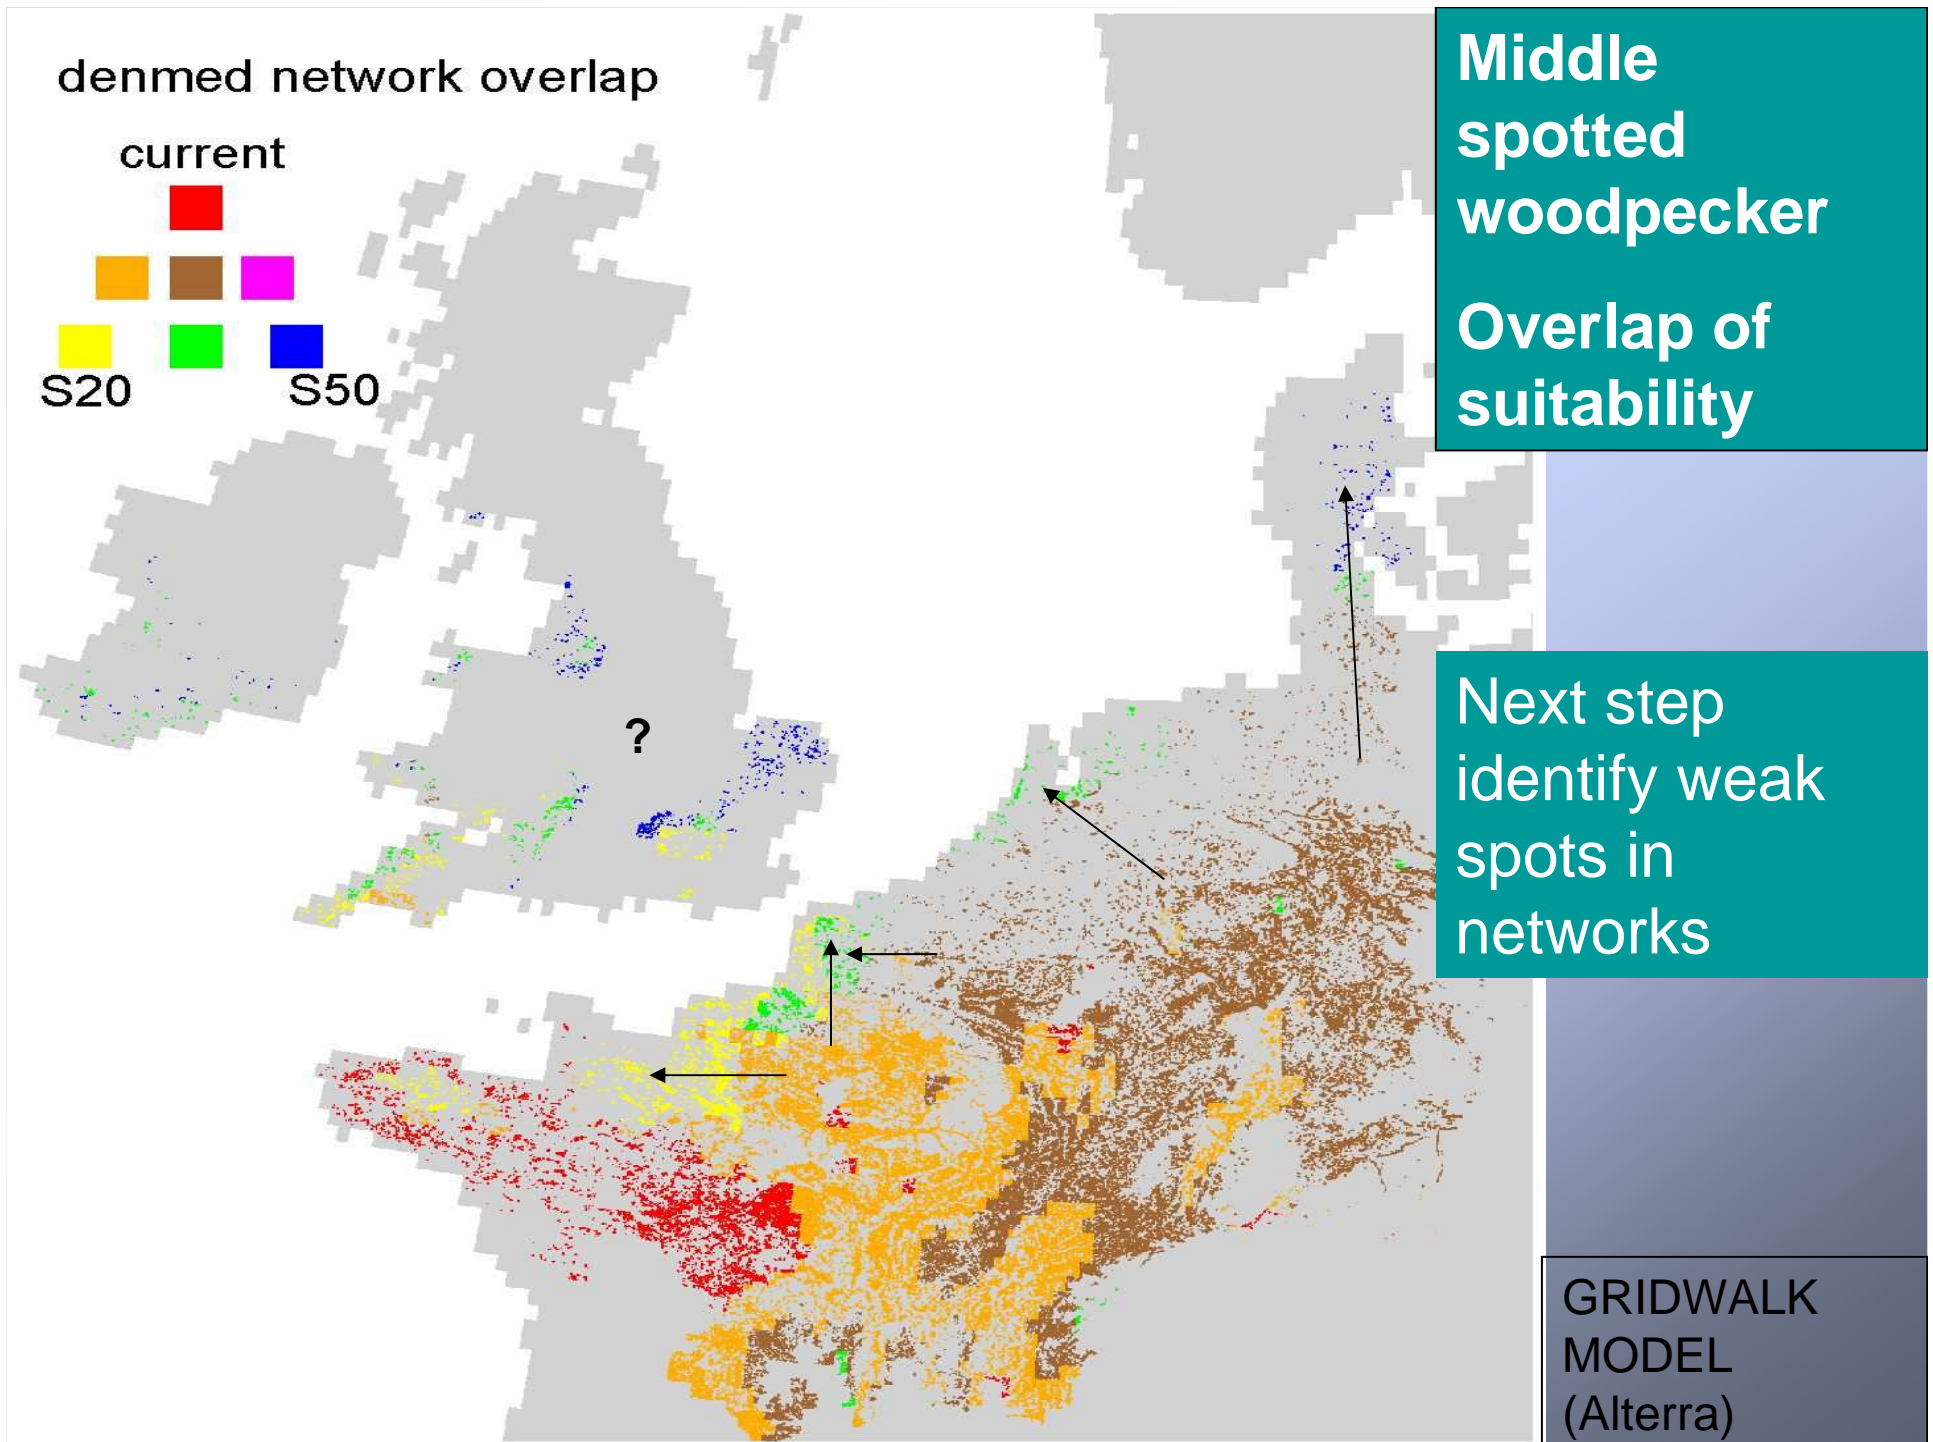 denmed network overlap
current
S20
S50
?
Middle
spotted
woodpecker
Overlap of
suitability
Next step
identify weak
spots in
networks
GRIDWALK
MODEL
(Alterra)